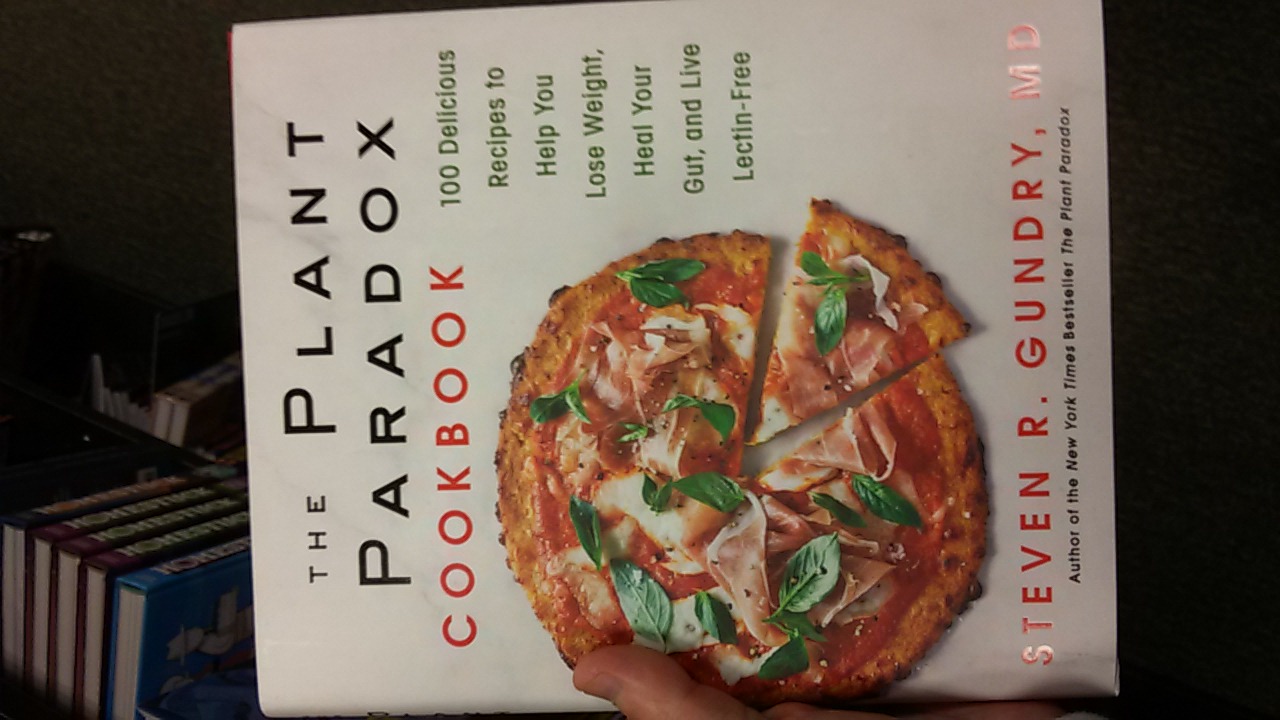 THE PLANT
PARADOX
COOKBOOK
100 Delicious
Recipes to
Help You
Lose Weight,
Heal Your
Gut, and Live
Lectin-Free
STEVEN R. GUNDRY, MD
Author of the New York Times Bestseller The Plant Paradox